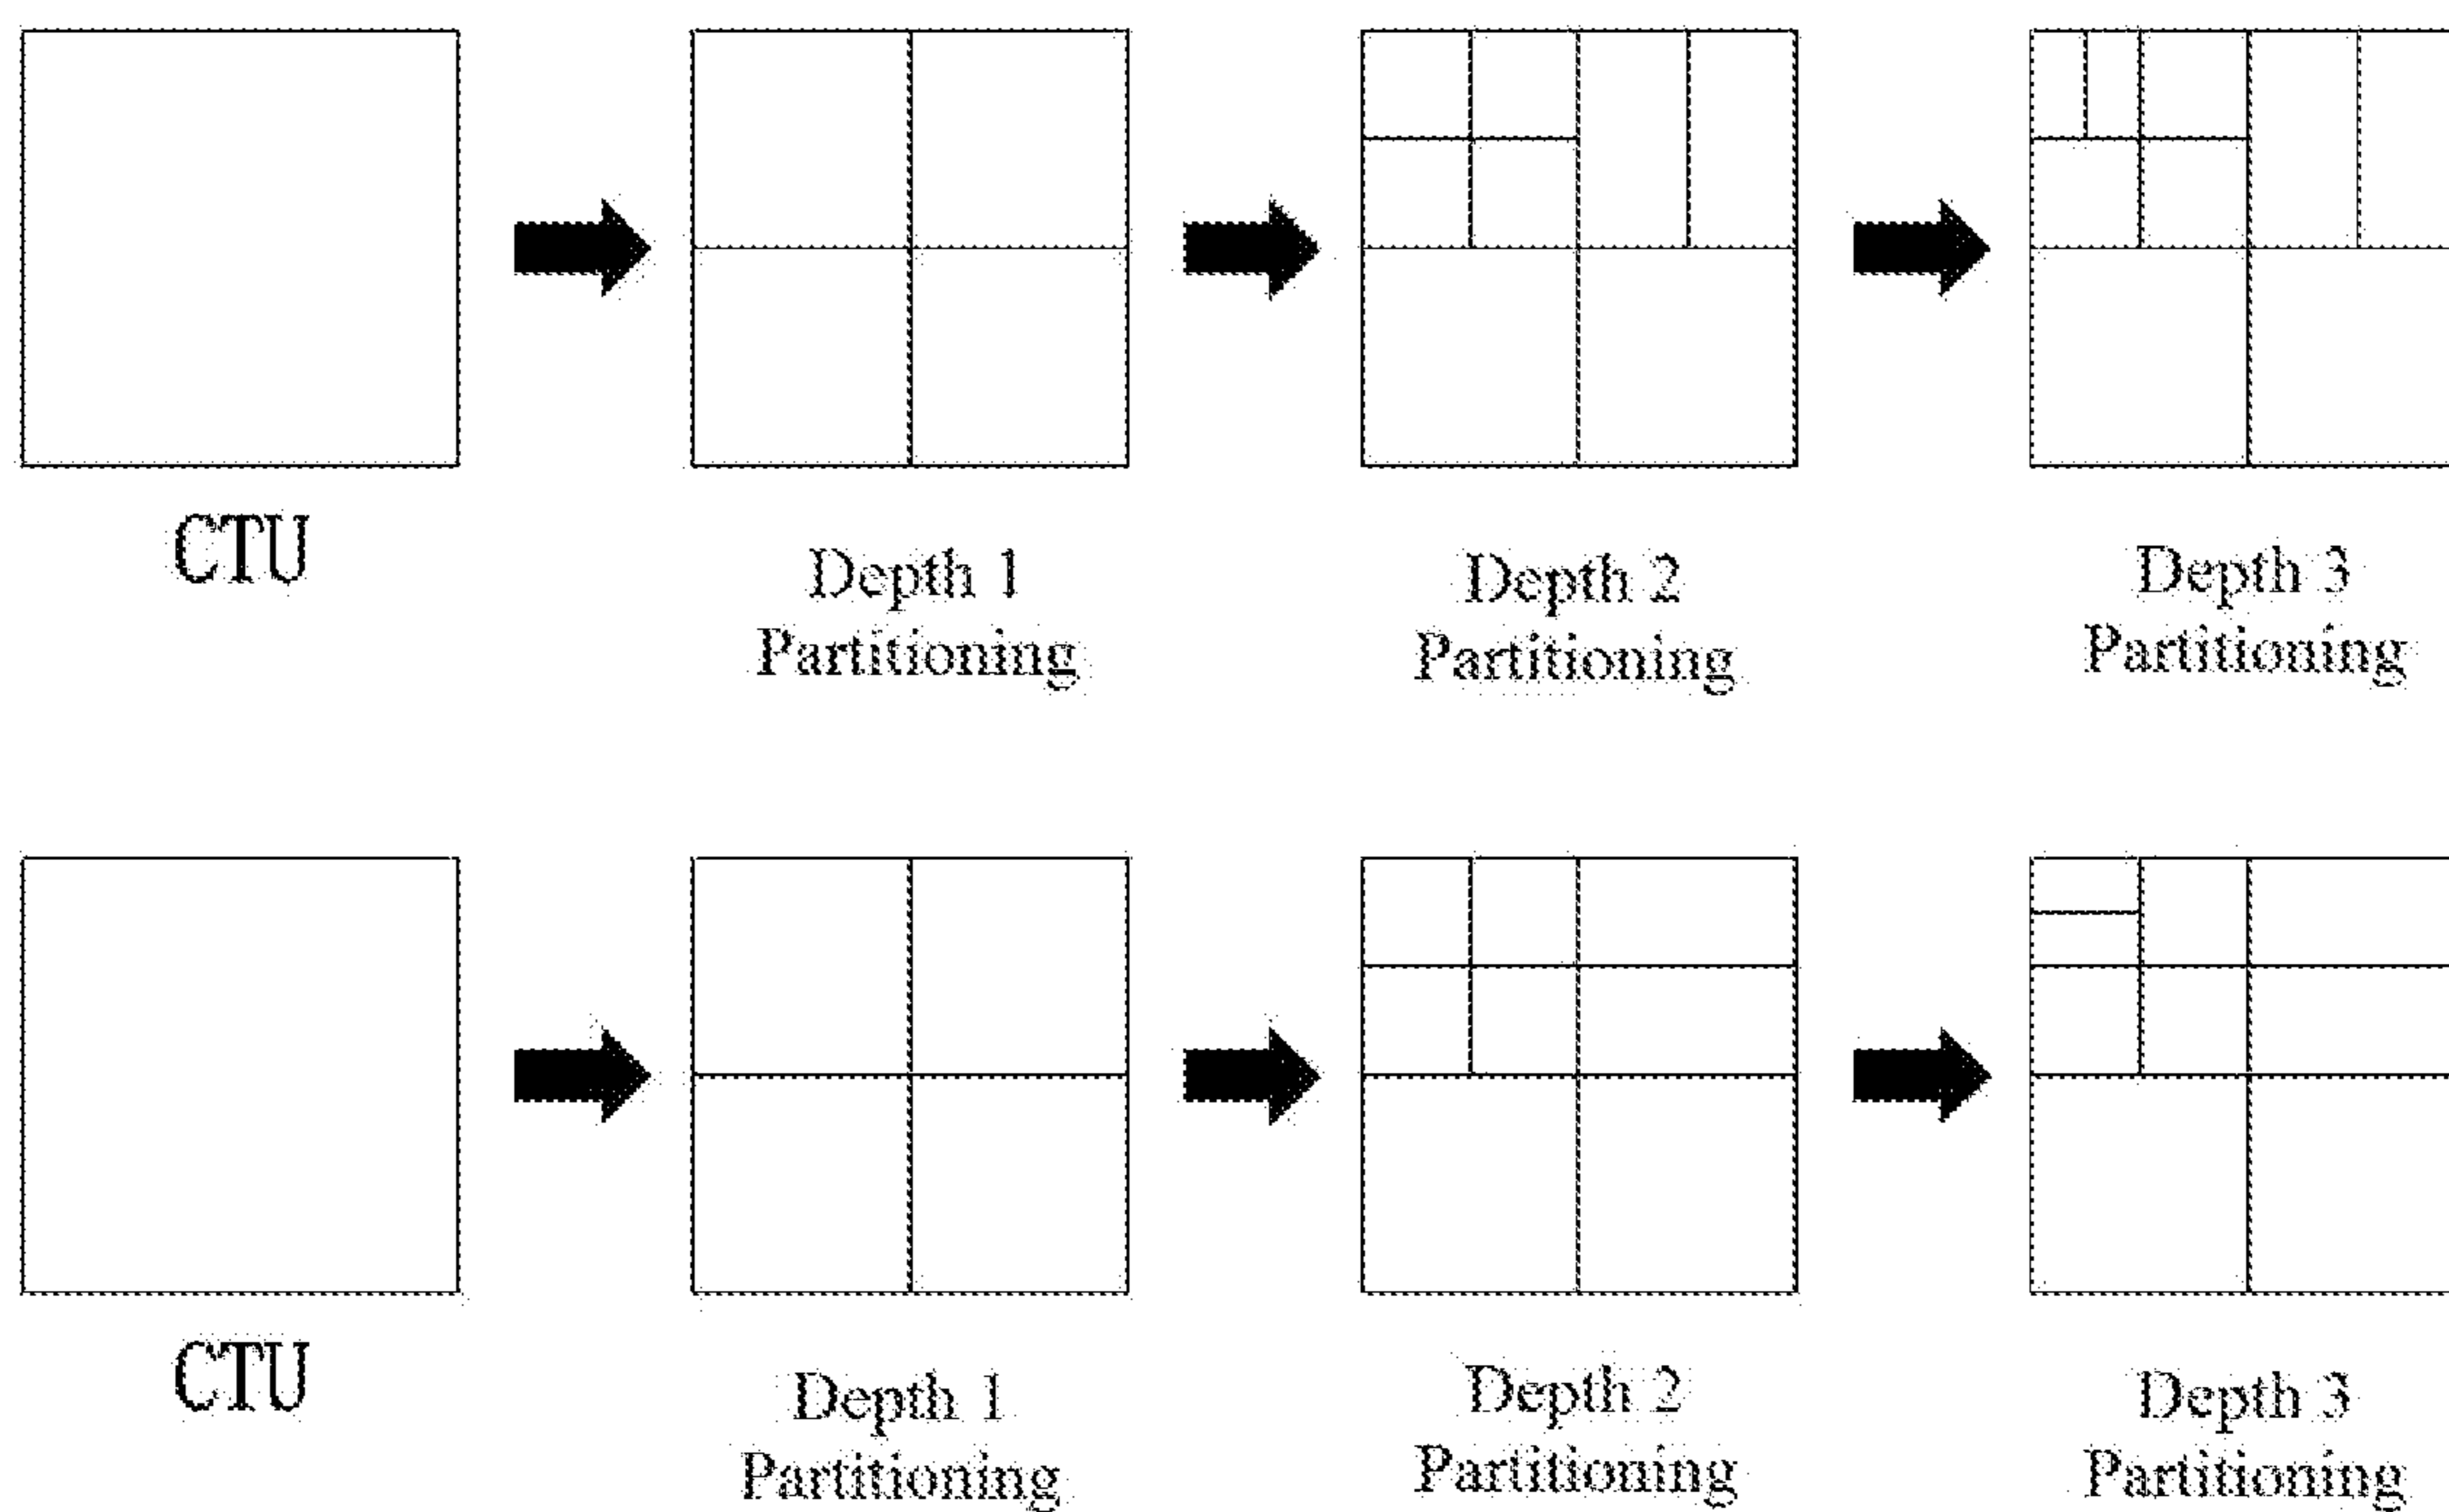 CTU
Depth 1
Partitioning
Depth 2
Partitioning
Depth 3
Partitioning
CTU
Depth 1
Partitioning
Depth 2
Partitioning
Depth 3
Partitioning